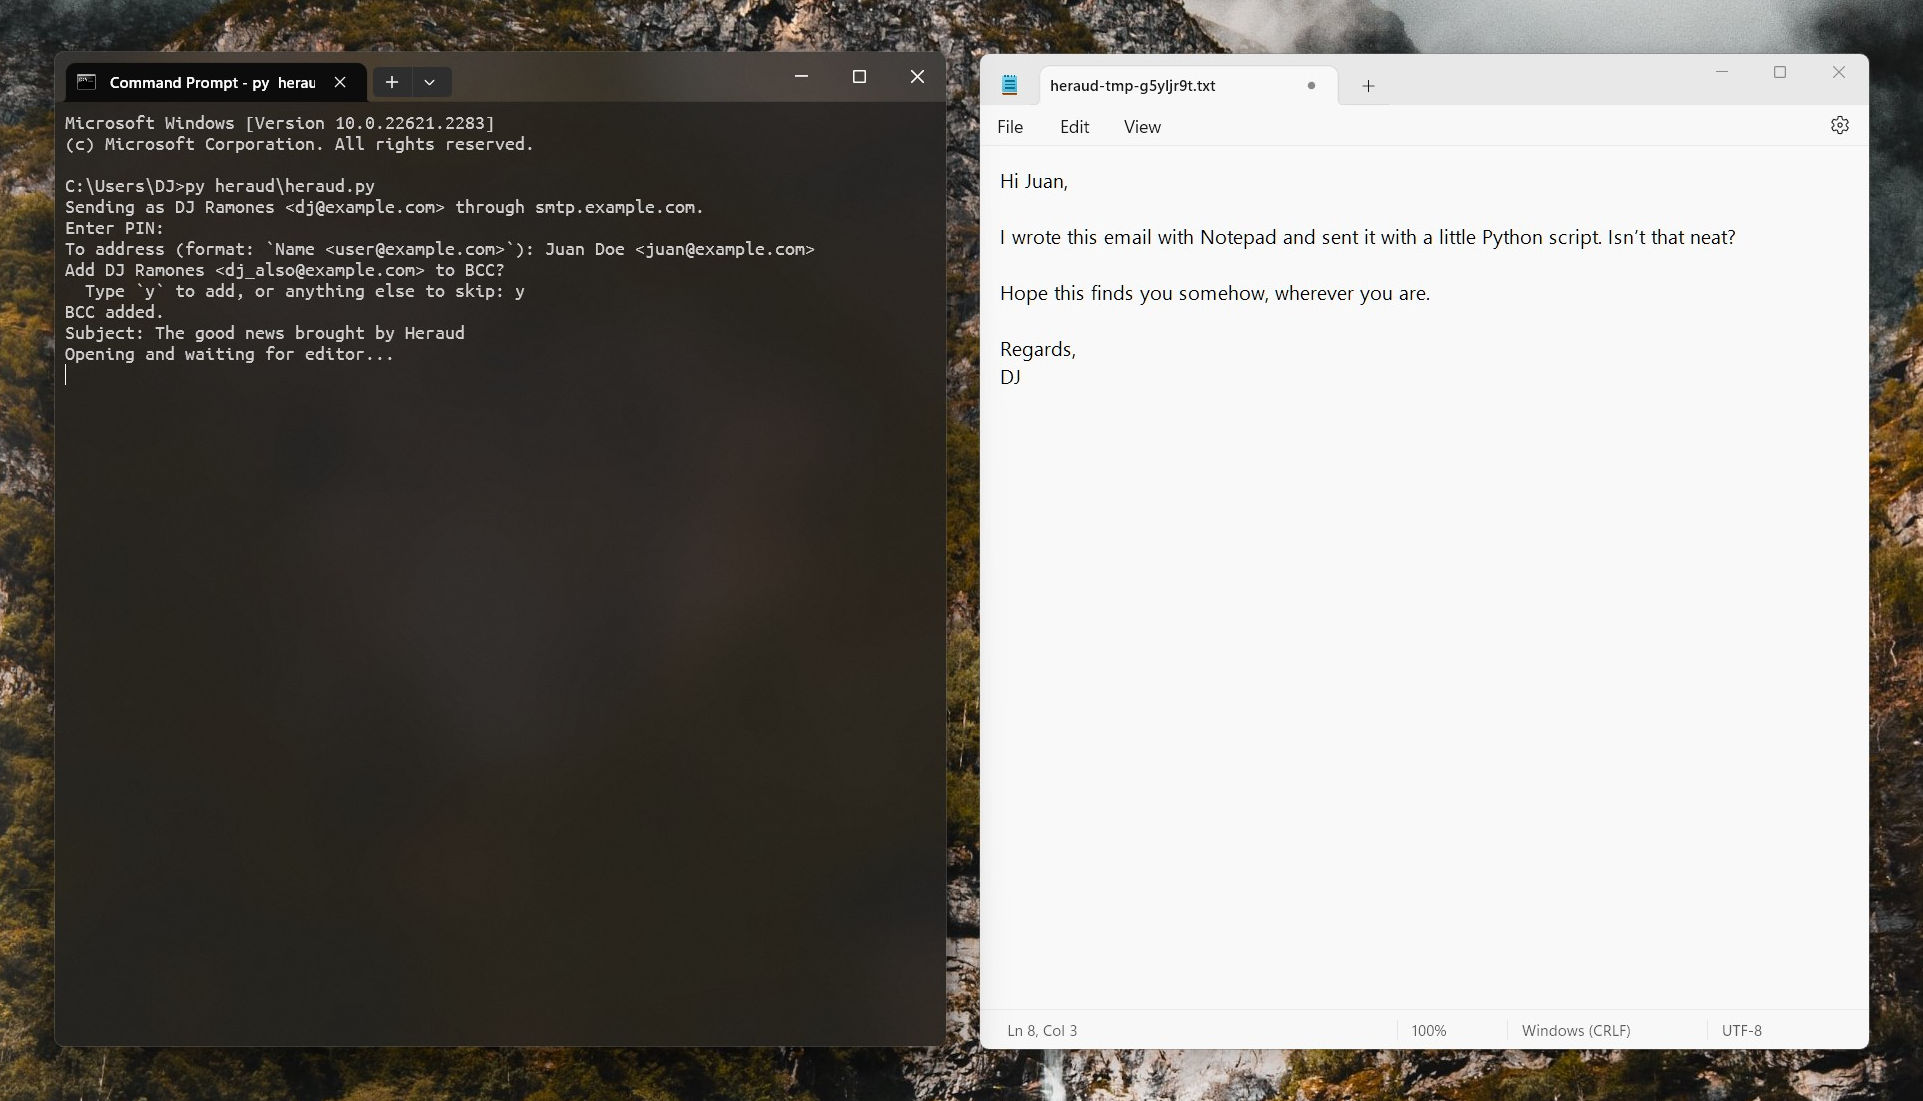 Command Prompt - py  herau
Microsoft Windows [Version 10.0.22621.2283]
(c) Microsoft Corporation. All rights reserved.
C:\Users\DJ>py heraud\heraud.py
Sending as DJ Ramones <dj@example.com> through smtp.example.com.
Enter PIN:
To address (format: `Name <user@example.com>`): Juan Doe <juan@example.com>
Add DJ Ramones <dj_also@example.com> to BCC?
  Type `y` to add, or anything else to skip: y
BCC added.
Subject: The good news brought by Heraud
Opening and waiting for editor...
heraud-tmp-g5yljr9t.txt
File Edit View
Hi Juan,
I wrote this email with Notepad and sent it with a little Python script. Isn’t that neat?
Hope this finds you somehow, wherever you are.
Regards,
DJ
Ln 8, Col 3 100% Windows (CRLF) UTF-8